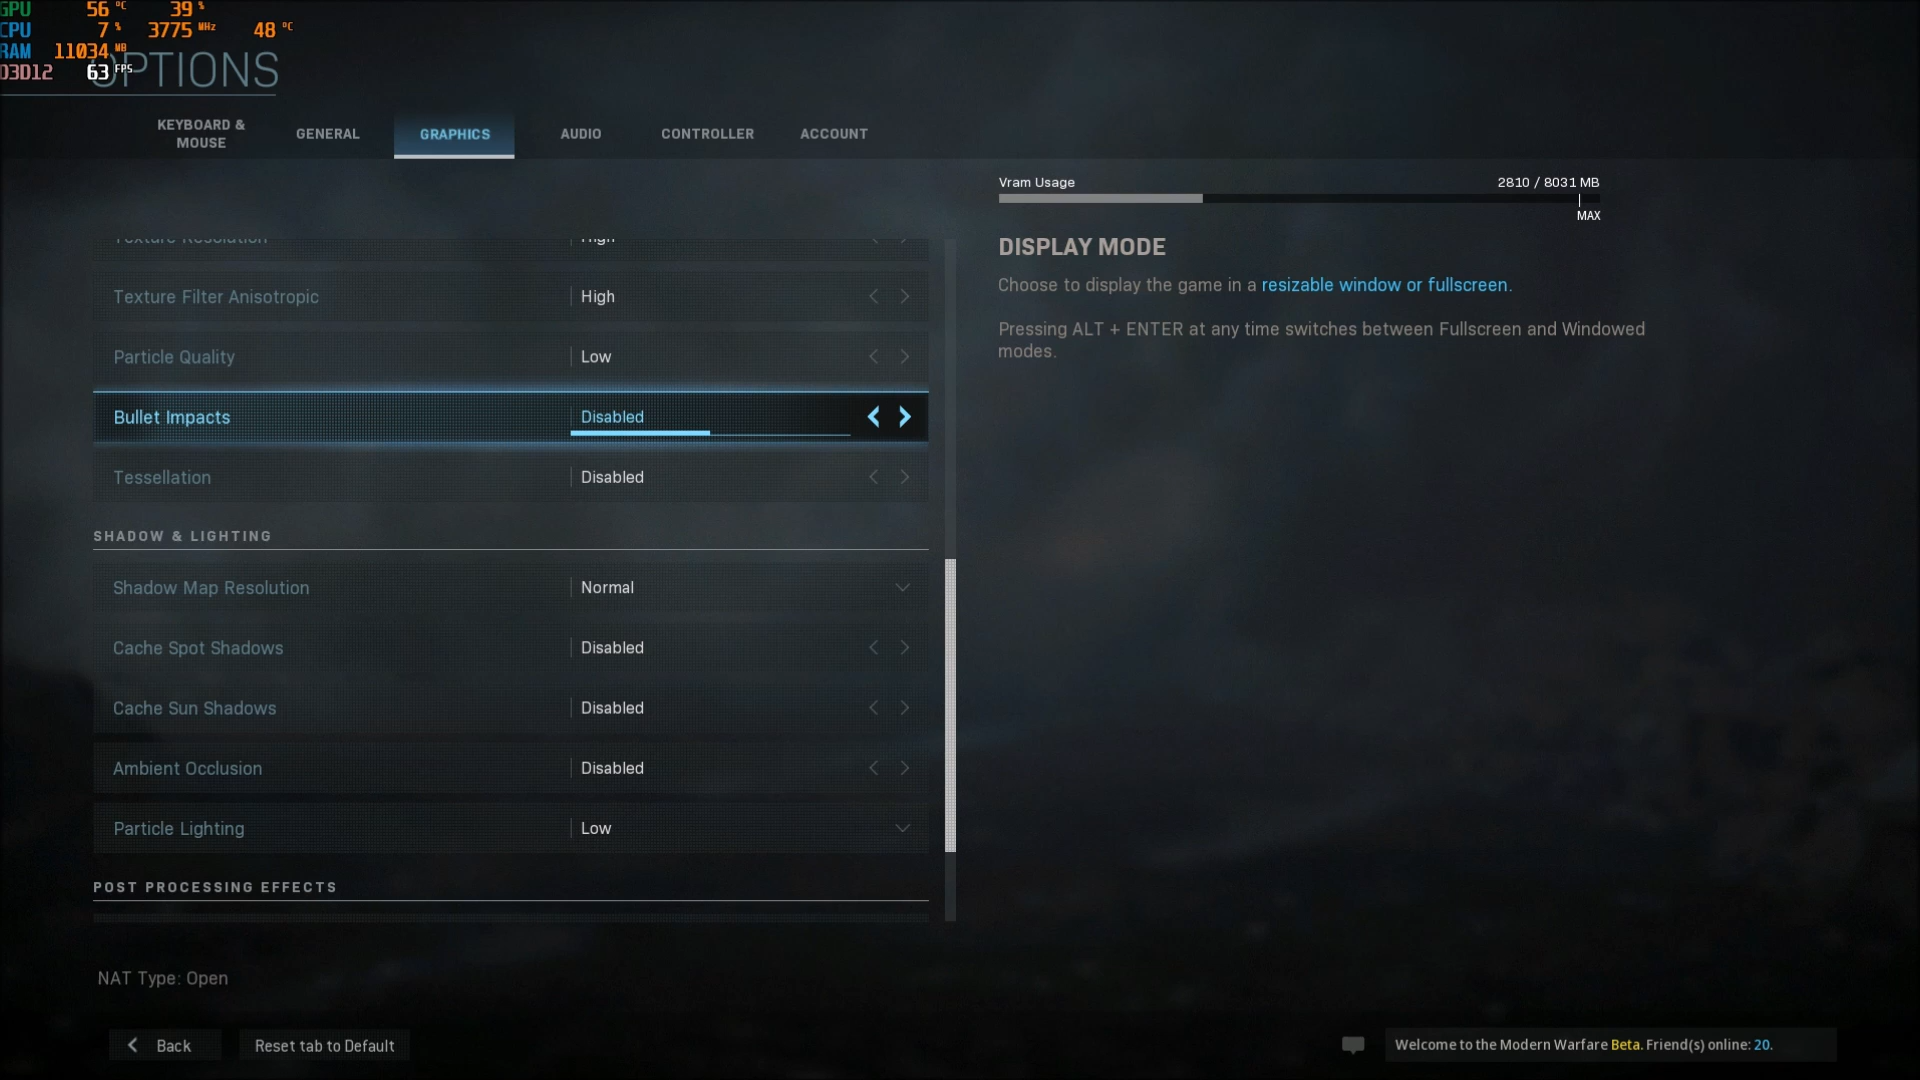 GPU 56 °C 39 %
CPU 7 % 3775 MHz 48 °C
RAM 11034 MB
D3D12 63 FPS
OPTIONS
KEYBOARD &
MOUSE
GENERAL
GRAPHICS
AUDIO
CONTROLLER
ACCOUNT
Vram Usage 2810 / 8031 MB
MAX
DISPLAY MODE
Choose to display the game in a resizable window or fullscreen.
Pressing ALT + ENTER at any time switches between Fullscreen and Windowed
modes.
Texture Resolution High
Texture Filter Anisotropic High
Particle Quality Low
Bullet Impacts Disabled
Tessellation Disabled
SHADOW & LIGHTING
Shadow Map Resolution Normal
Cache Spot Shadows Disabled
Cache Sun Shadows Disabled
Ambient Occlusion Disabled
Particle Lighting Low
POST PROCESSING EFFECTS
NAT Type: Open
Back
Reset tab to Default
Welcome to the Modern Warfare Beta. Friend(s) online: 20.